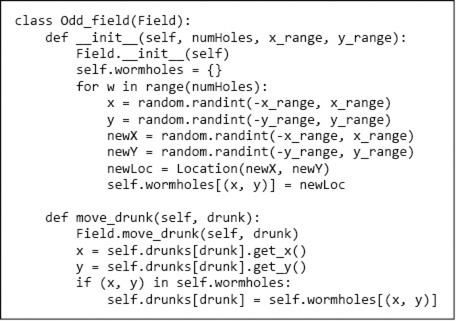 class Odd_field(Field):
    def __init__(self, numHoles, x_range, y_range):
        Field.__init__(self)
        self.wormholes = {}
        for w in range(numHoles):
            x = random.randint(-x_range, x_range)
            y = random.randint(-y_range, y_range)
            newX = random.randint(-x_range, x_range)
            newY = random.randint(-y_range, y_range)
            newLoc = Location(newX, newY)
            self.wormholes[(x, y)] = newLoc

    def move_drunk(self, drunk):
        Field.move_drunk(self, drunk)
        x = self.drunks[drunk].get_x()
        y = self.drunks[drunk].get_y()
        if (x, y) in self.wormholes:
            self.drunks[drunk] = self.wormholes[(x, y)]